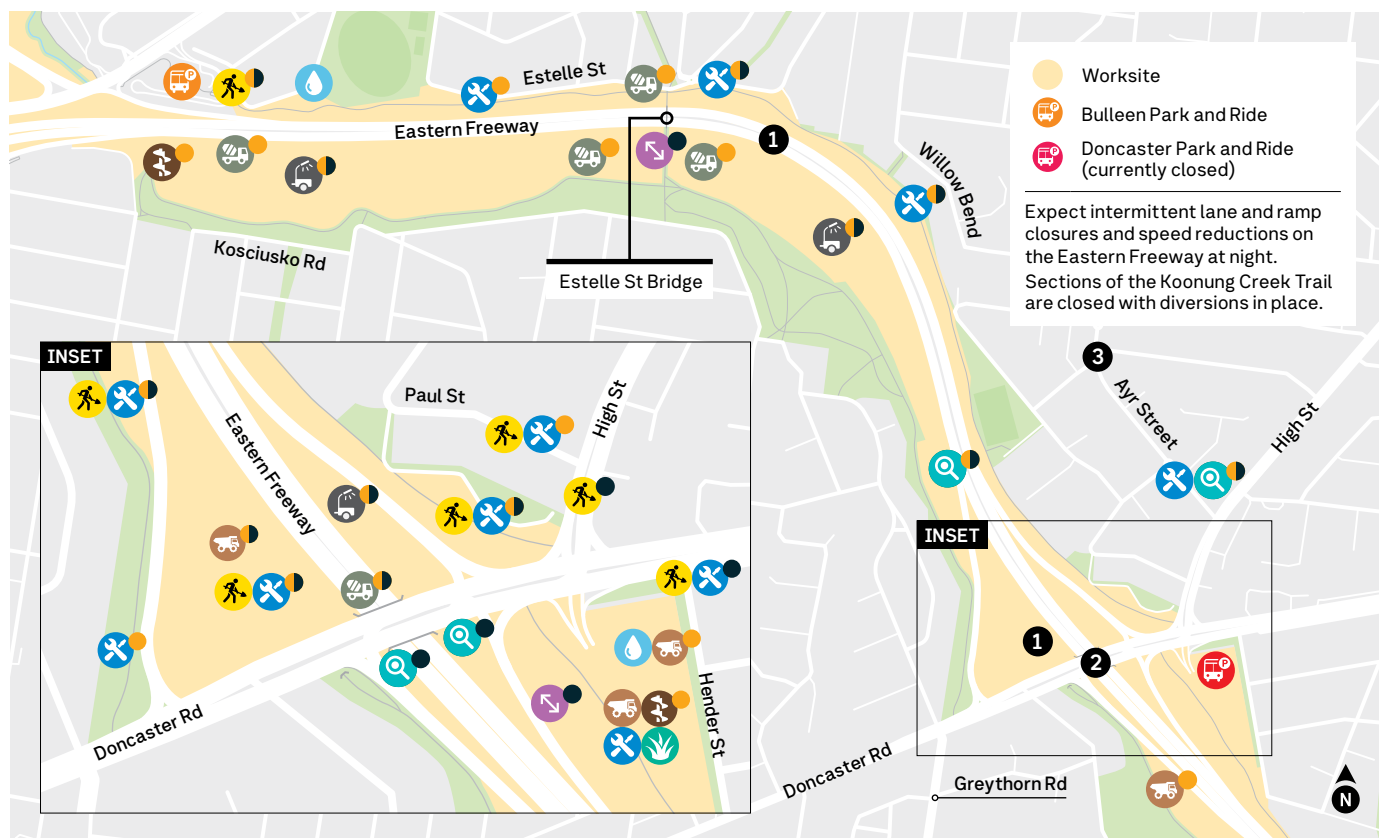 Estelle St
Eastern Freeway
1
Willow Bend
Kosciusko Rd
Estelle St Bridge
Worksite
P
Bulleen Park and Ride
P
Doncaster Park and Ride
(currently closed)
Expect intermittent lane and ramp
closures and speed reductions on
the Eastern Freeway at night.
Sections of the Koonung Creek Trail
are closed with diversions in place.
P
3
Ayr Street
High St
INSET
Paul St
High St
Eastern Freeway
Doncaster Rd
Hender St
INSET
1
2
P
Doncaster Rd
Greythorn Rd
N